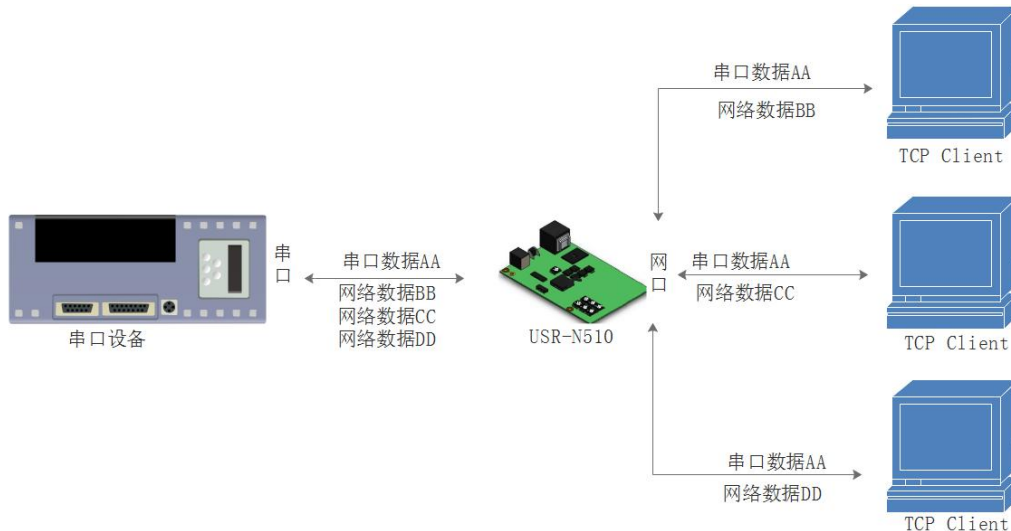 串口数据AA
网络数据BB
TCP Client
串口
串口数据AA
网络数据BB
网络数据CC
网络数据DD
串口设备
USR-N510
网口
串口数据AA
网络数据CC
TCP Client
串口数据AA
网络数据DD
TCP Client